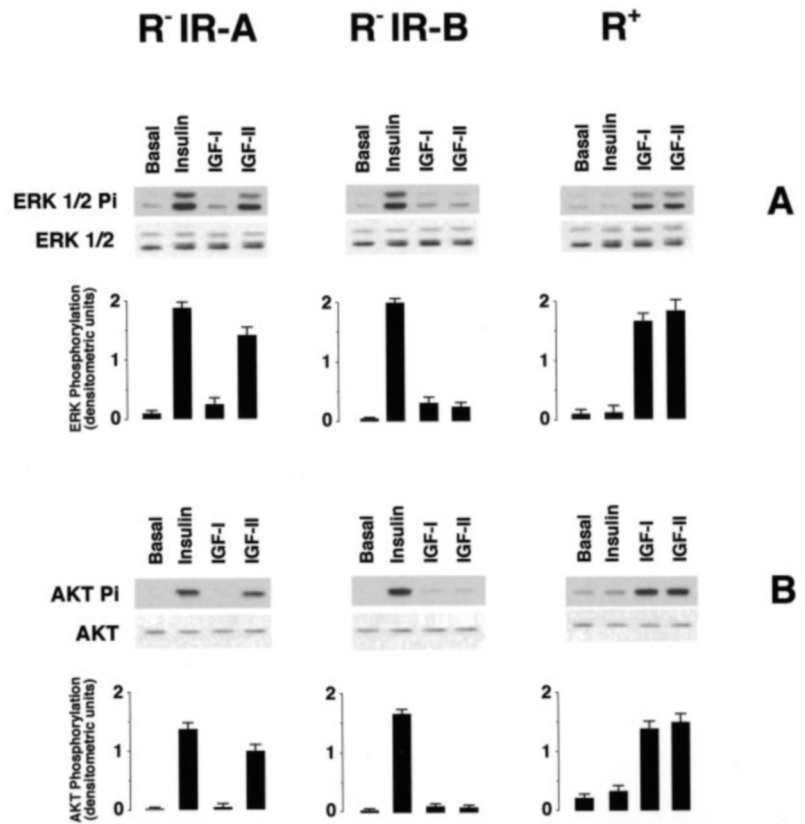 R⁻ IR-A R⁻ IR-B R⁺
Basal Insulin IGF-I IGF-II Basal Insulin IGF-I IGF-II Basal Insulin IGF-I IGF-II
ERK 1/2 Pi A
ERK 1/2
ERK Phosphorylation
(densitometric units)
2 2 2
1 1 1
0 0 0
Basal Insulin IGF-I IGF-II Basal Insulin IGF-I IGF-II Basal Insulin IGF-I IGF-II
AKT Pi B
AKT
AKT Phosphorylation
(densitometric units)
2 2 2
1 1 1
0 0 0